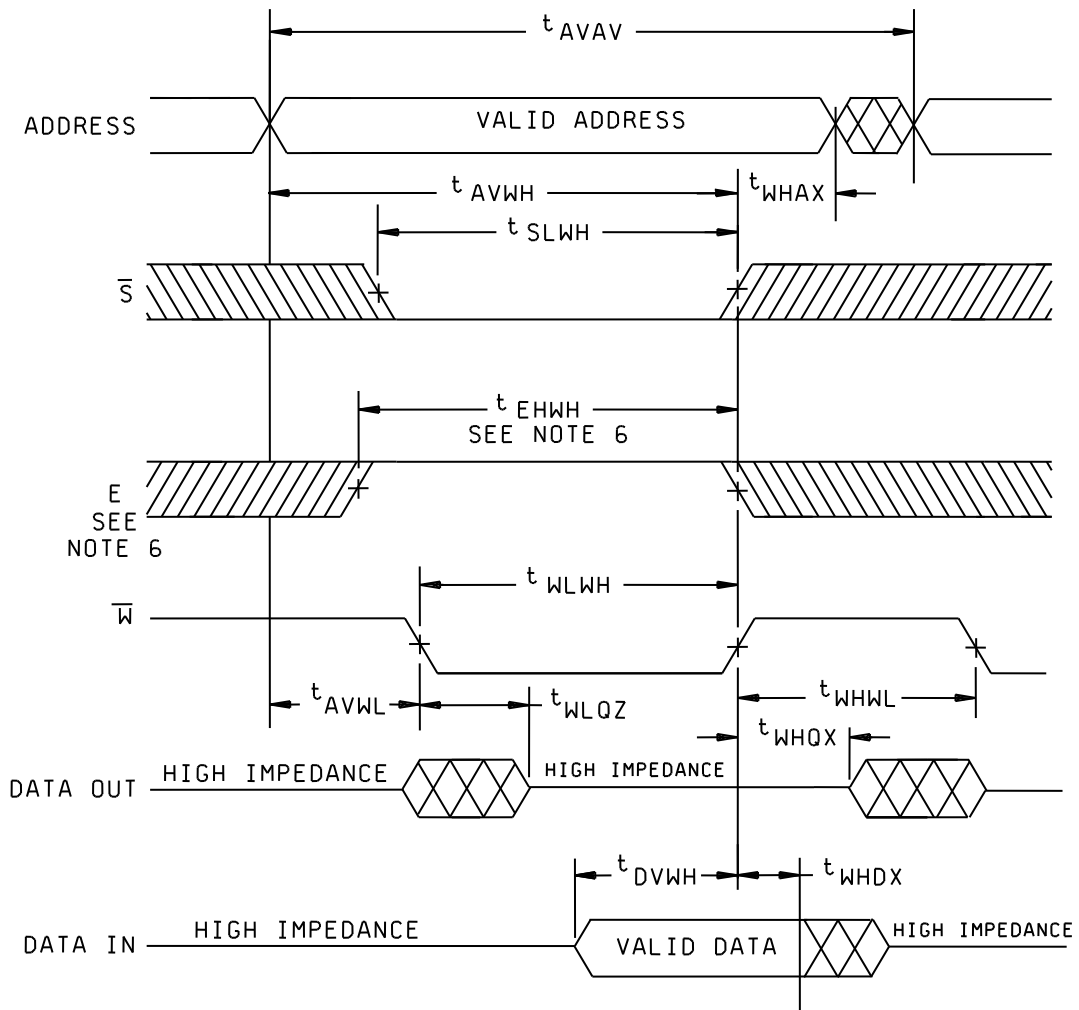 t AVAV
ADDRESS
VALID ADDRESS
t AVWH
t WHAX
t SLWH
S̅
t EHWH
SEE NOTE 6
E
SEE
NOTE 6
t WLWH
W̅
t AVWL
t WLQZ
t WHWL
t WHQX
DATA OUT
HIGH IMPEDANCE
HIGH IMPEDANCE
t DVWH
t WHDX
DATA IN
HIGH IMPEDANCE
VALID DATA
HIGH IMPEDANCE